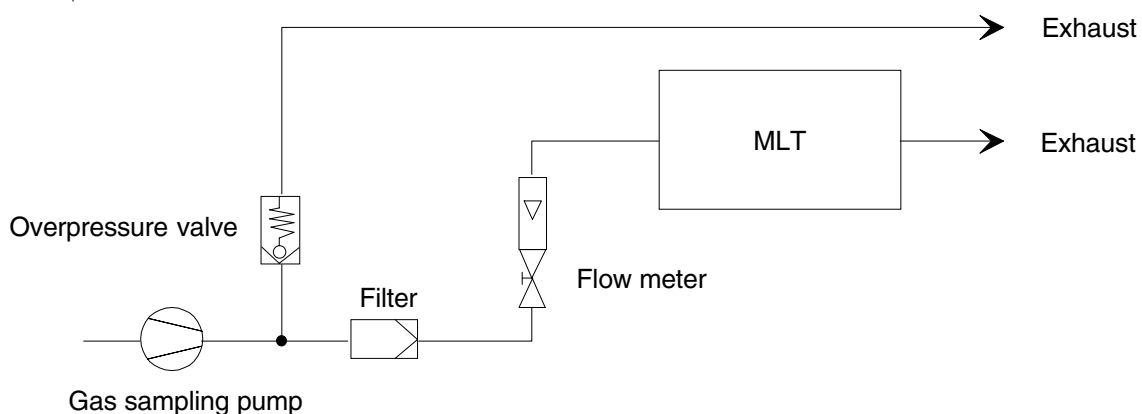 Exhaust
MLT
Exhaust
Overpressure valve
Flow meter
Filter
Gas sampling pump